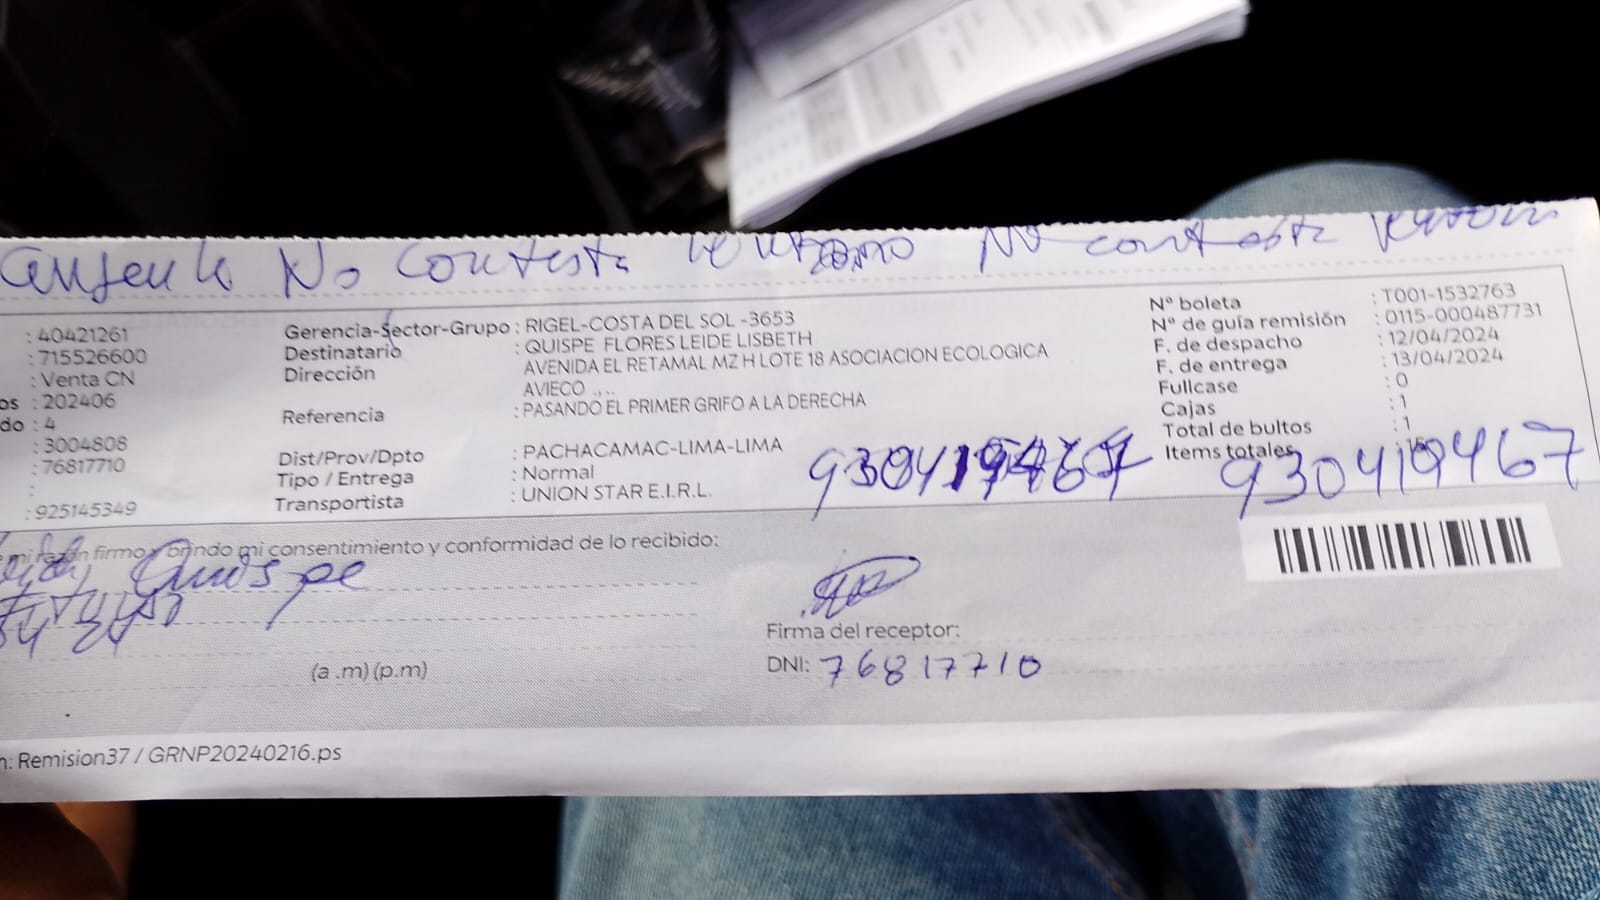 No Contesta No contesta
: 40421261
: 715526600
: Venta CN
os : 202406
do : 4
: 3004808
: 76817710
:
: 925145349
Gerencia-Sector-Grupo : RIGEL-COSTA DEL SOL -3653
Destinatario : QUISPE FLORES LEIDE LISBETH
Dirección AVENIDA EL RETAMAL MZ H LOTE 18 ASOCIACION ECOLOGICA
AVIECO .,..
Referencia : PASANDO EL PRIMER GRIFO A LA DERECHA
Dist/Prov/Dpto : PACHACAMAC-LIMA-LIMA
Tipo / Entrega : Normal
Transportista : UNION STAR E.I.R.L.
Nº boleta : T001-1532763
Nº de guía remisión : 0115-000487731
F. de despacho : 12/04/2024
F. de entrega : 13/04/2024
Fullcase : 0
Cajas : 1
Total de bultos : 1
Items totales
930419467
mi razón firmo y brindo mi consentimiento y conformidad de lo recibido:
Quispe
(a .m) (p.m)
Firma del receptor:
DNI: 76817710
n: Remision37 / GRNP20240216.ps